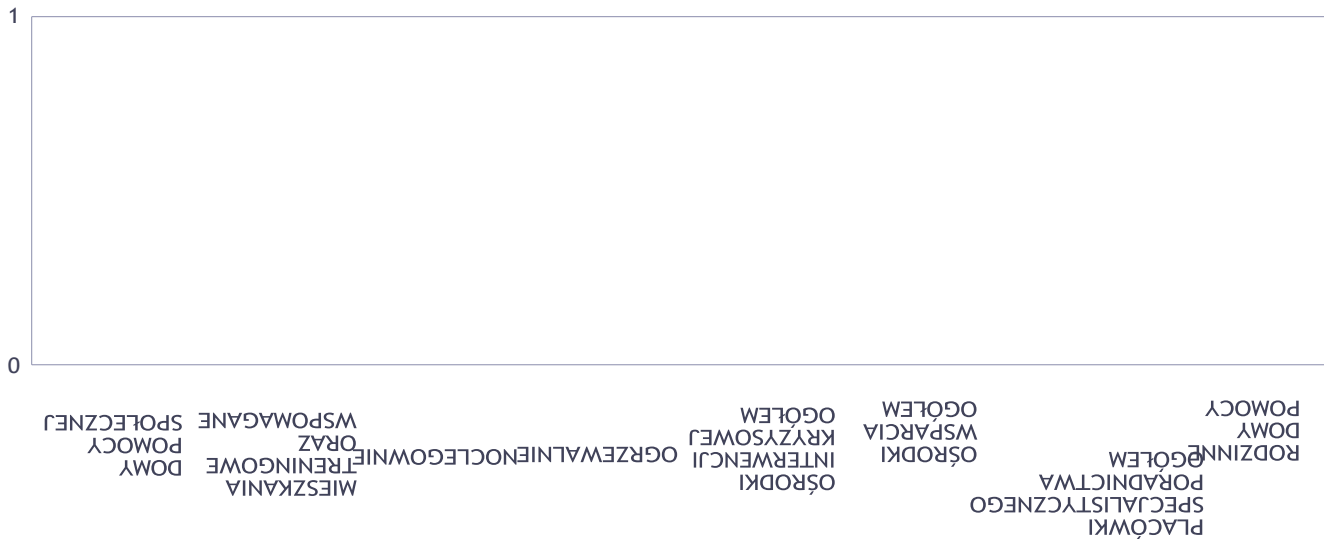 1
0
DOMY
POMOCY
SPOŁECZNEJ
MIESZKANIA
TRENINGOWE
ORAZ
WSPOMAGANE
NOCLEGOWNIE
OGRZEWALNIE
OŚRODKI
INTERWENCJI
KRYZYSOWEJ
OGÓŁEM
OŚRODKI
WSPARCIA
OGÓŁEM
PLACÓWKI
SPECJALISTYCZNEGO
PORADNICTWA
OGÓŁEM
RODZINNE
DOMY
POMOCY